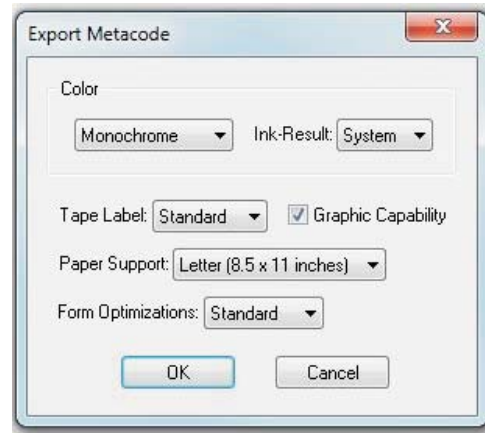 Export Metacode
Color
Monochrome Ink-Result: System
Tape Label: Standard Graphic Capability
Paper Support: Letter (8.5 x 11 inches)
Form Optimizations: Standard
OK Cancel